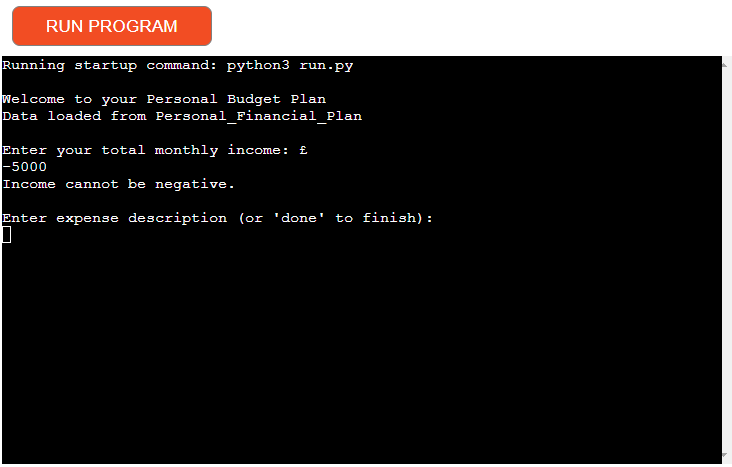 RUN PROGRAM
Running startup command: python3 run.py
Welcome to your Personal Budget Plan
Data loaded from Personal_Financial_Plan
Enter your total monthly income: £
-5000
Income cannot be negative.
Enter expense description (or 'done' to finish):